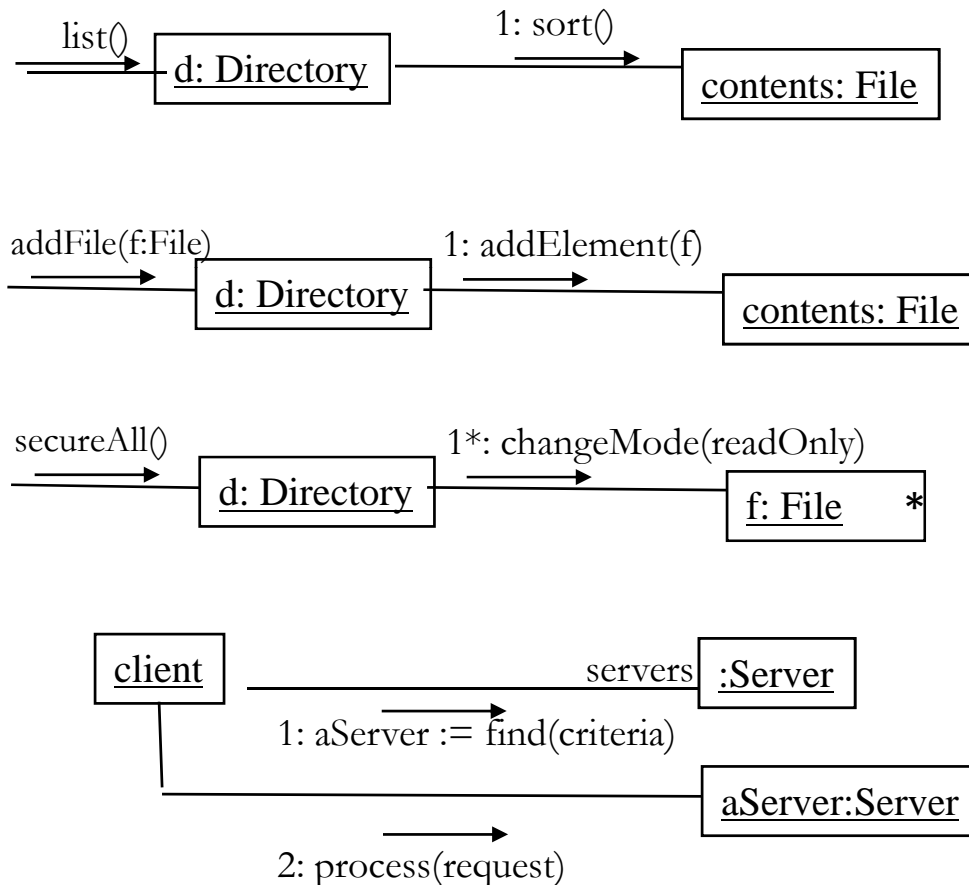 list()
1: sort()
d: Directory
contents: File
addFile(f:File)
1: addElement(f)
d: Directory
contents: File
secureAll()
1*: changeMode(readOnly)
d: Directory
f: File *
client
servers
:Server
1: aServer := find(criteria)
aServer:Server
2: process(request)